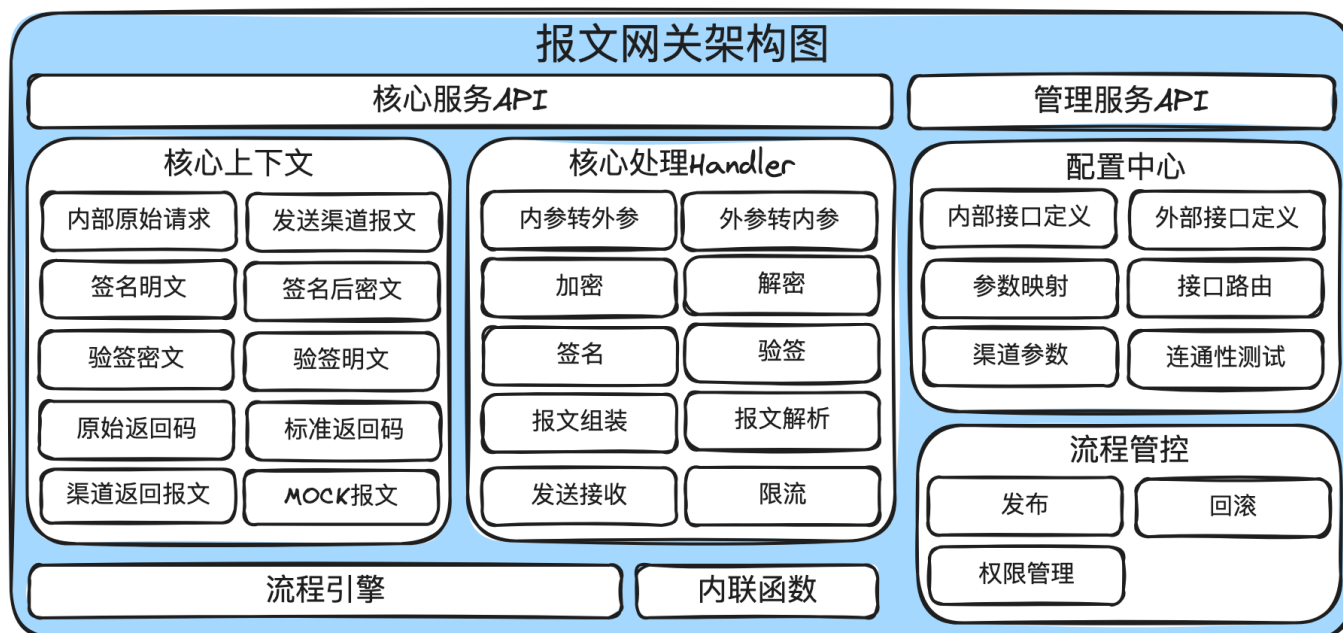 报文网关架构图
核心服务API
管理服务API
核心上下文
内部原始请求
发送渠道报文
签名明文
签名后密文
验签密文
验签明文
原始返回码
标准返回码
渠道返回报文
MOCK报文
核心处理Handler
内参转外参
外参转内参
加密
解密
签名
验签
报文组装
报文解析
发送接收
限流
配置中心
内部接口定义
外部接口定义
参数映射
接口路由
渠道参数
连通性测试
流程管控
发布
回滚
权限管理
流程引擎
内联函数